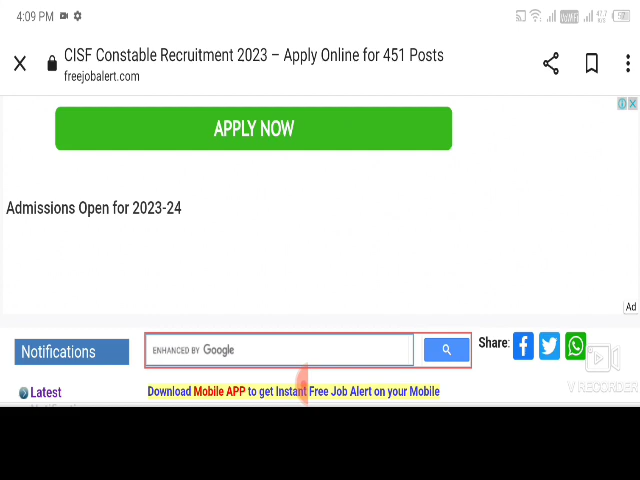 4:09 PM
CISF Constable Recruitment 2023 – Apply Online for 451 Posts
freejobalert.com
APPLY NOW
Admissions Open for 2023-24
Ad
Notifications
ENHANCED BY Google
Share:
Latest
Download Mobile APP to get Instant Free Job Alert on your Mobile
V RECORDER